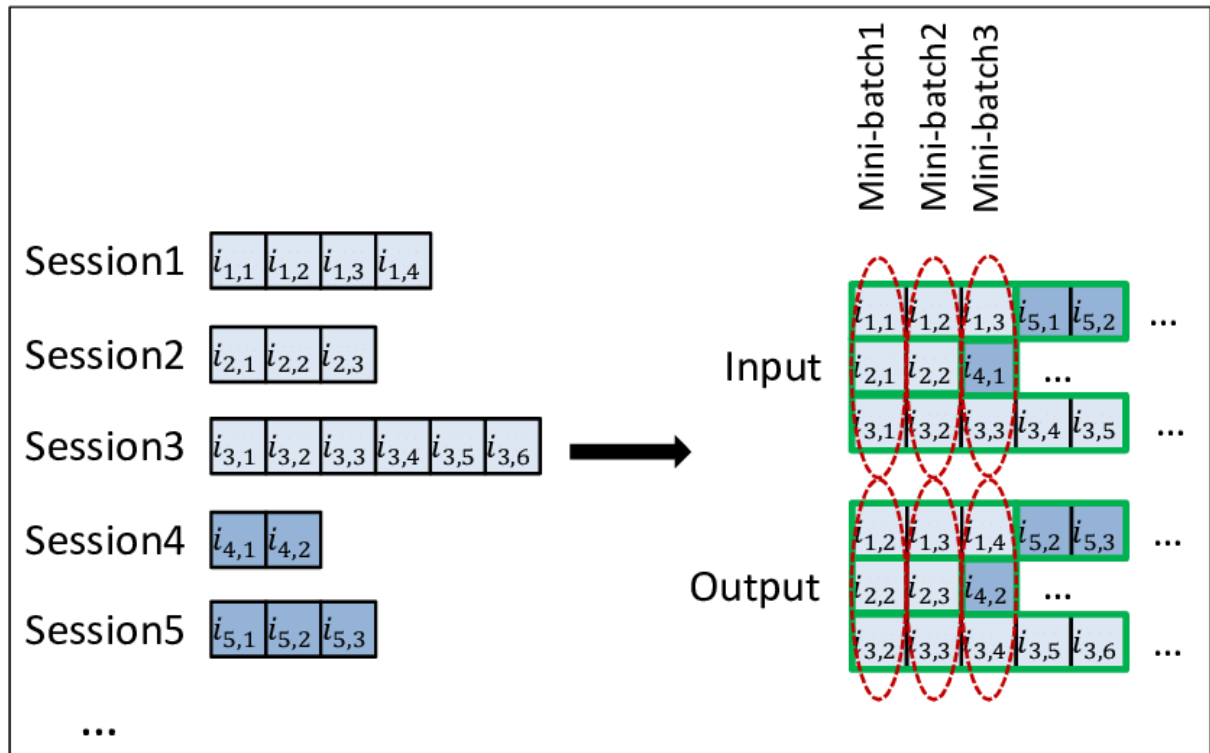 Mini-batch1
Mini-batch2
Mini-batch3
Session1 i1,1 i1,2 i1,3 i1,4
Session2 i2,1 i2,2 i2,3
Session3 i3,1 i3,2 i3,3 i3,4 i3,5 i3,6
Session4 i4,1 i4,2
Session5 i5,1 i5,2 i5,3
...
i1,1 i1,2 i1,3 i5,1 i5,2 ...
Input i2,1 i2,2 i4,1 ...
i3,1 i3,2 i3,3 i3,4 i3,5 ...
i1,2 i1,3 i1,4 i5,2 i5,3 ...
Output i2,2 i2,3 i4,2 ...
i3,2 i3,3 i3,4 i3,5 i3,6 ...